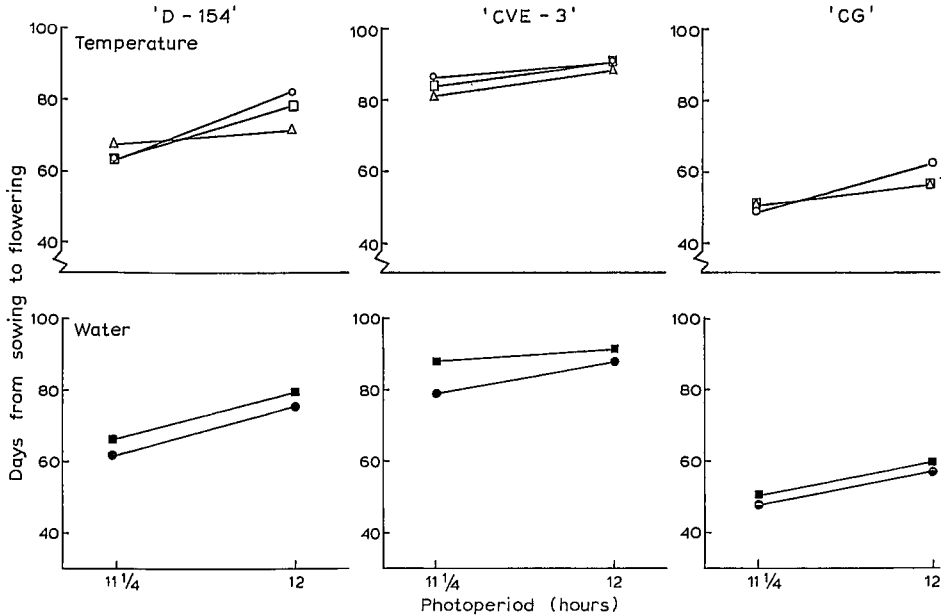 'D - 154' 'CVE - 3' 'CG'
Temperature
100 100 100
80 80 80
60 60 60
40 40 40
Days from sowing to flowering
Water
100 100 100
80 80 80
60 60 60
40 40 40
11 1/4 12 11 1/4 12 11 1/4 12
Photoperiod (hours)